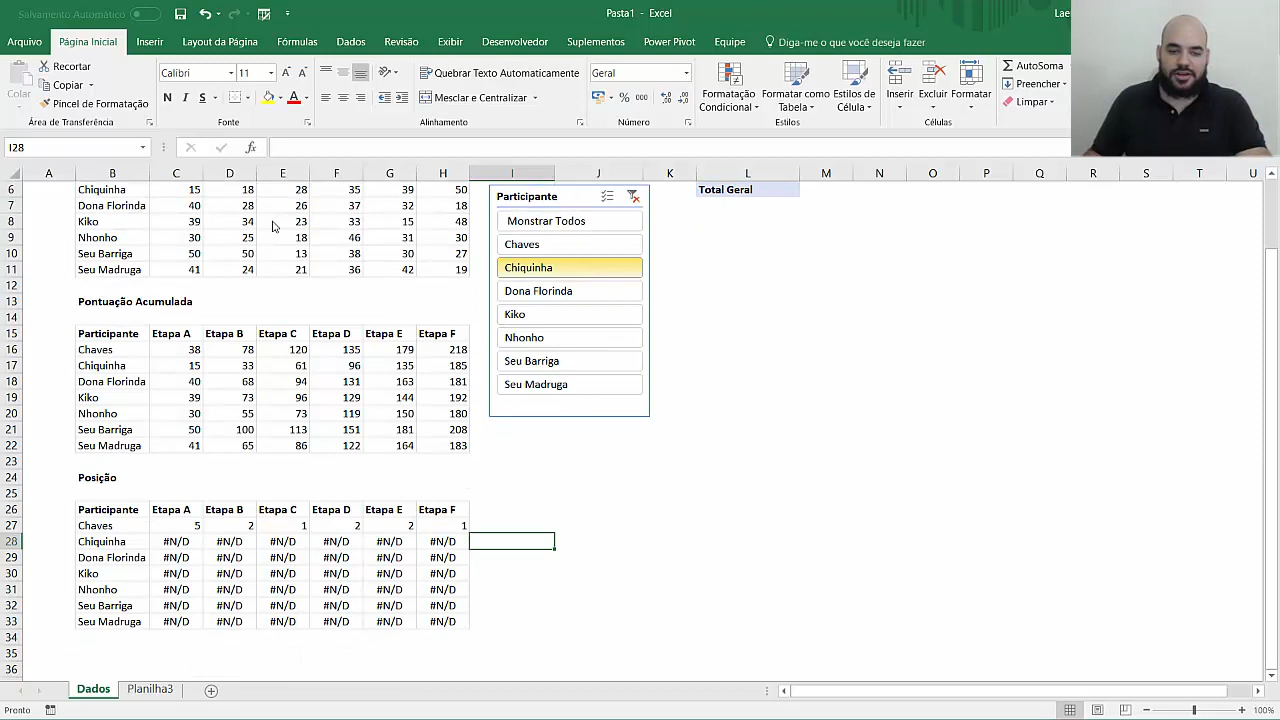 Salvamento Automático
Pasta1 - Excel
Lae
Arquivo Página Inicial Inserir Layout da Página Fórmulas Dados Revisão Exibir Desenvolvedor Suplementos Power Pivot Equipe Diga-me o que você deseja fazer
Colar
Recortar
Copiar
Pincel de Formatação
Área de Transferência
Calibri 11
N I S
Fonte
Quebrar Texto Automaticamente
Mesclar e Centralizar
Alinhamento
Geral
% 000
Número
Formatação Condicional
Formatar como Tabela
Estilos de Célula
Estilos
Inserir Excluir Formatar
Células
AutoSoma
Preencher
Limpar
I28 fx
A B C D E F G H I J K L M N O P Q R S T U
6 Chiquinha 15 18 28 35 39 50
7 Dona Florinda 40 28 26 37 32 18
8 Kiko 39 34 23 33 15 48
9 Nhonho 30 25 18 46 31 30
10 Seu Barriga 50 50 13 38 30 27
11 Seu Madruga 41 24 21 36 42 19
12
13 Pontuação Acumulada
14
15 Participante Etapa A Etapa B Etapa C Etapa D Etapa E Etapa F
16 Chaves 38 78 120 135 179 218
17 Chiquinha 15 33 61 96 135 185
18 Dona Florinda 40 68 94 131 163 181
19 Kiko 39 73 96 129 144 192
20 Nhonho 30 55 73 119 150 180
21 Seu Barriga 50 100 113 151 181 208
22 Seu Madruga 41 65 86 122 164 183
23
24 Posição
25
26 Participante Etapa A Etapa B Etapa C Etapa D Etapa E Etapa F
27 Chaves 5 2 1 2 2 1
28 Chiquinha #N/D #N/D #N/D #N/D #N/D #N/D
29 Dona Florinda #N/D #N/D #N/D #N/D #N/D #N/D
30 Kiko #N/D #N/D #N/D #N/D #N/D #N/D
31 Nhonho #N/D #N/D #N/D #N/D #N/D #N/D
32 Seu Barriga #N/D #N/D #N/D #N/D #N/D #N/D
33 Seu Madruga #N/D #N/D #N/D #N/D #N/D #N/D
34
35
36
Participante
Monstrar Todos
Chaves
Chiquinha
Dona Florinda
Kiko
Nhonho
Seu Barriga
Seu Madruga
Total Geral
Dados Planilha3
Pronto
100%